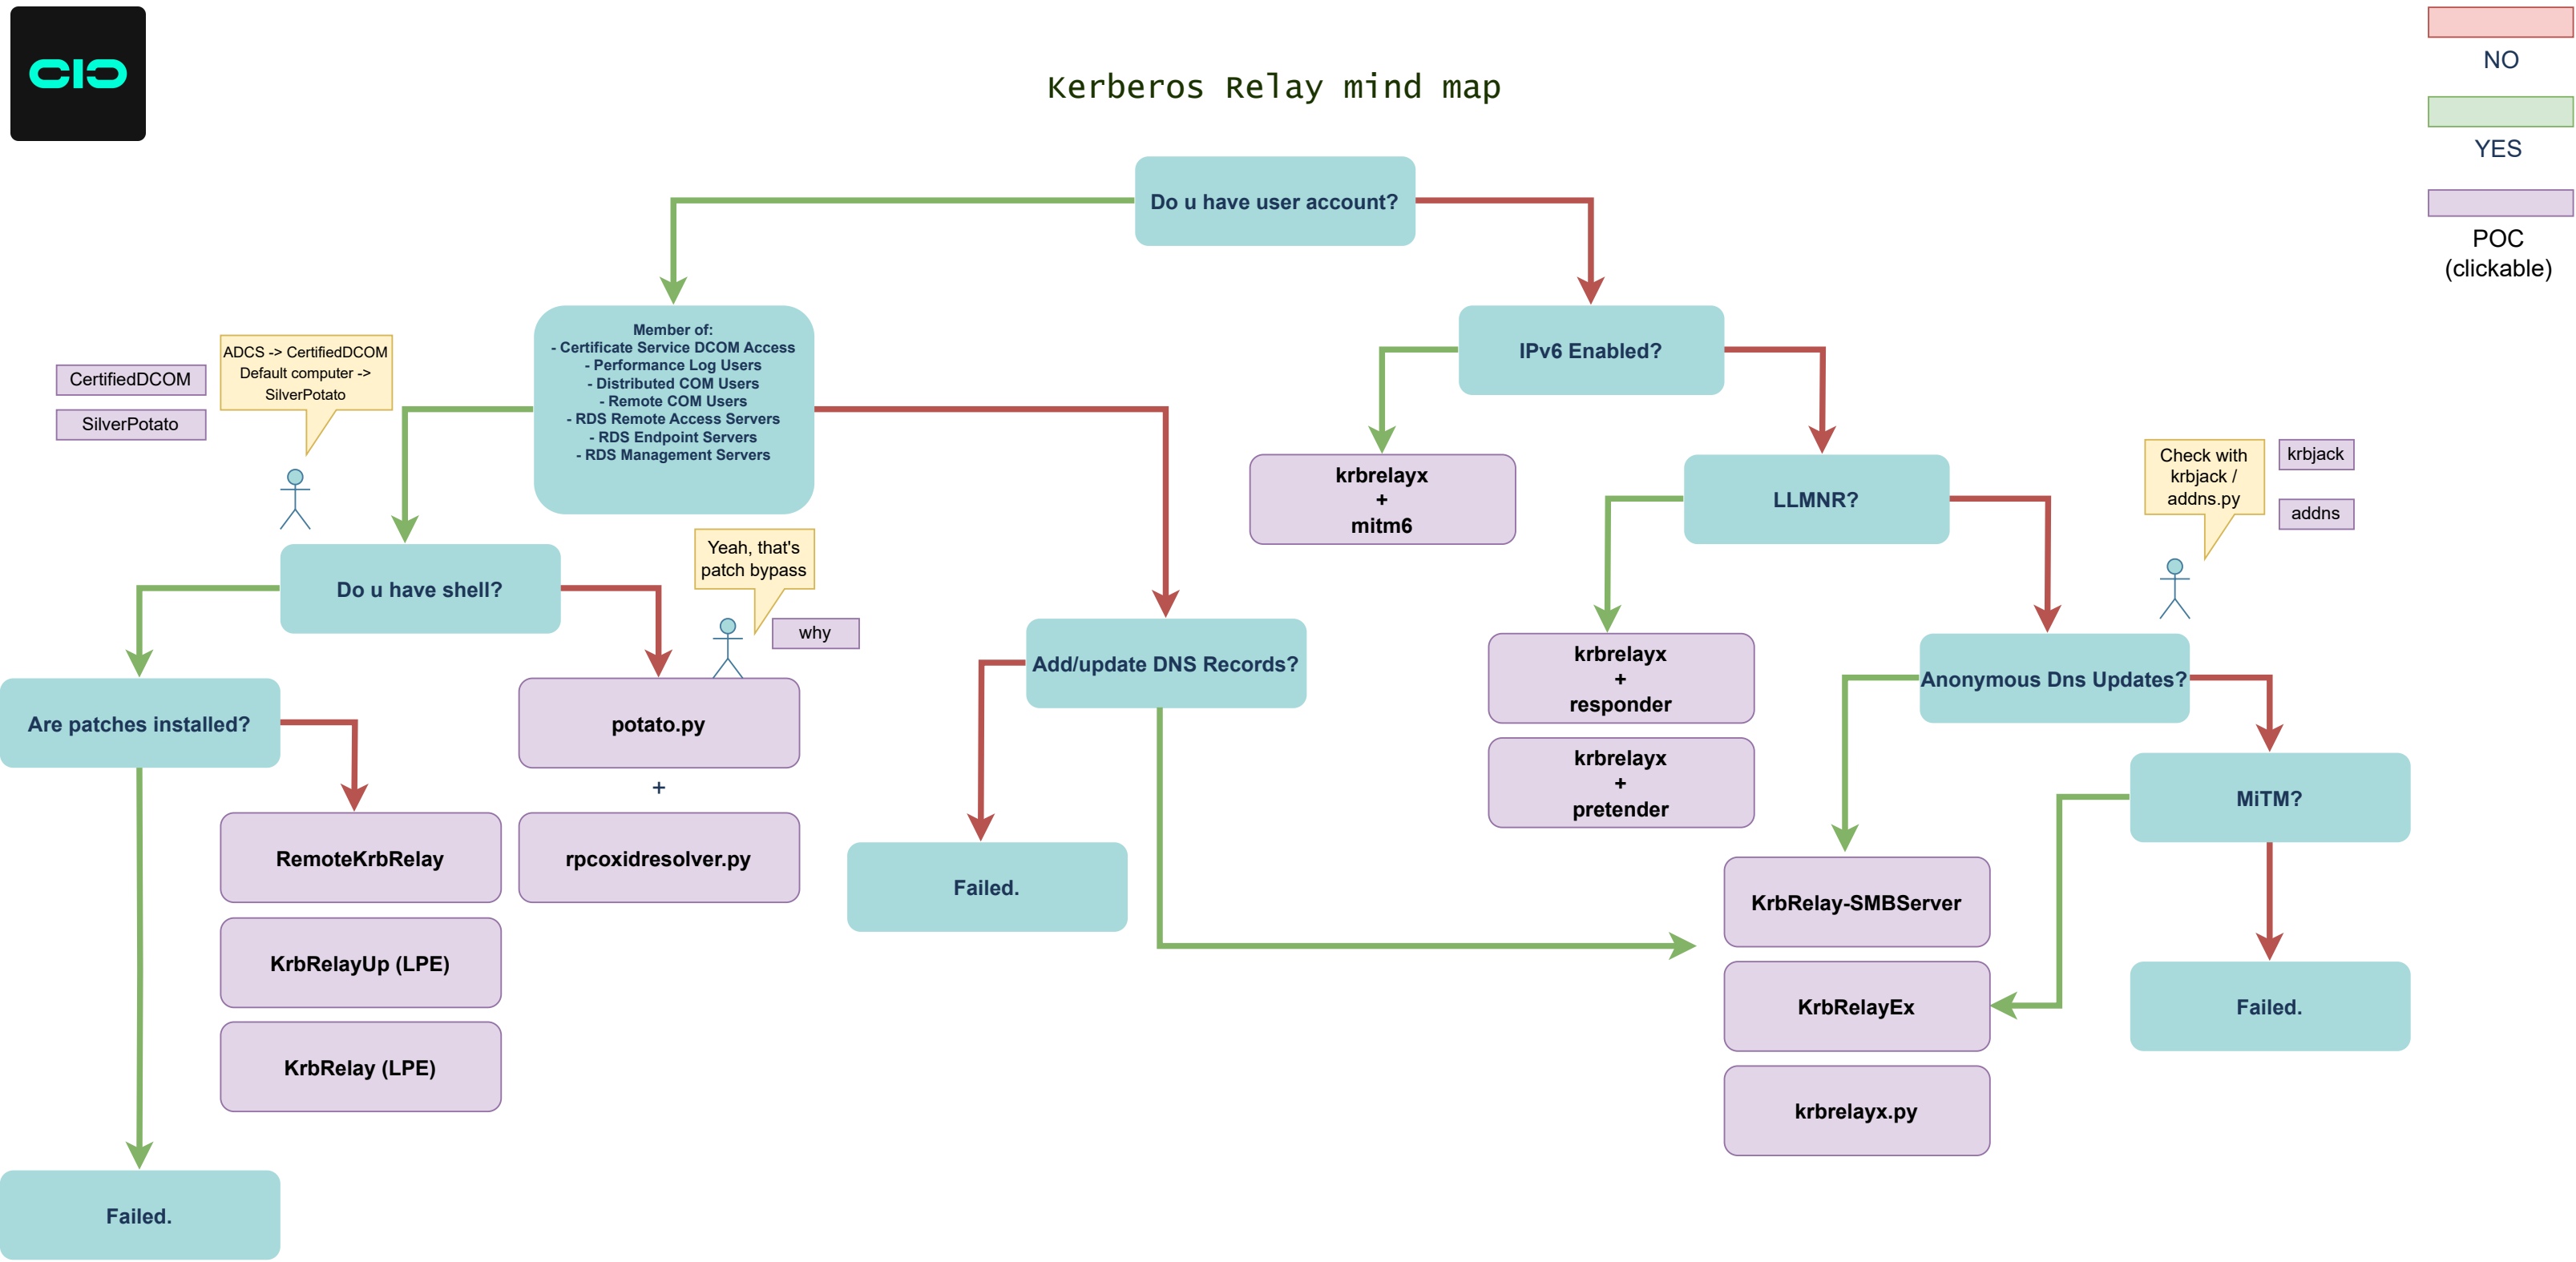 Kerberos Relay mind map
NO
YES
POC
(clickable)
Do u have user account?
Member of:
- Certificate Service DCOM Access
- Performance Log Users
- Distributed COM Users
- Remote COM Users
- RDS Remote Access Servers
- RDS Endpoint Servers
- RDS Management Servers
IPv6 Enabled?
CertifiedDCOM
SilverPotato
ADCS -> CertifiedDCOM
Default computer ->
SilverPotato
krbrelayx
+
mitm6
LLMNR?
Check with
krbjack /
addns.py
krbjack
addns
Do u have shell?
Yeah, that's
patch bypass
why
Add/update DNS Records?
krbrelayx
+
responder
krbrelayx
+
pretender
Anonymous Dns Updates?
Are patches installed?
potato.py
+
rpcoxidresolver.py
MiTM?
RemoteKrbRelay
KrbRelayUp (LPE)
KrbRelay (LPE)
Failed.
KrbRelay-SMBServer
KrbRelayEx
krbrelayx.py
Failed.
Failed.